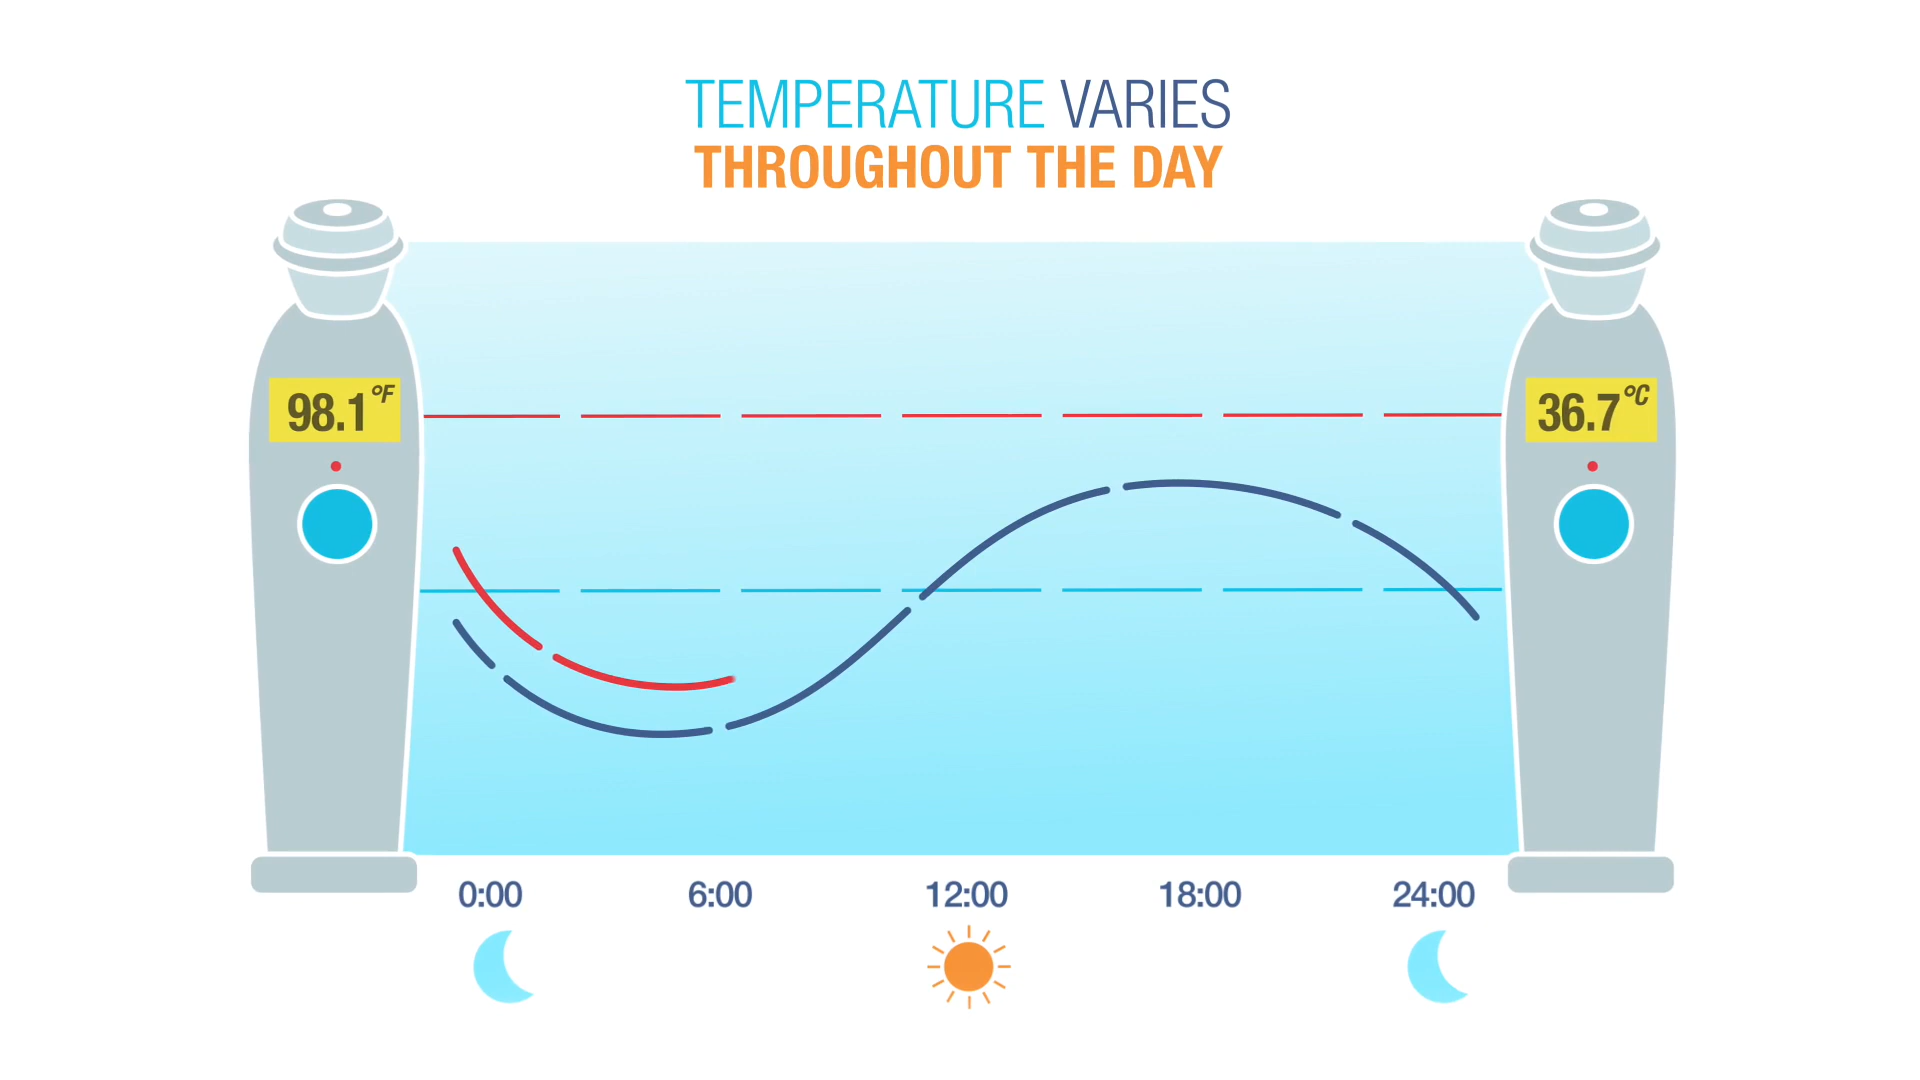 TEMPERATURE VARIES
THROUGHOUT THE DAY
98.1°F
36.7°C
0:00 6:00 12:00 18:00 24:00